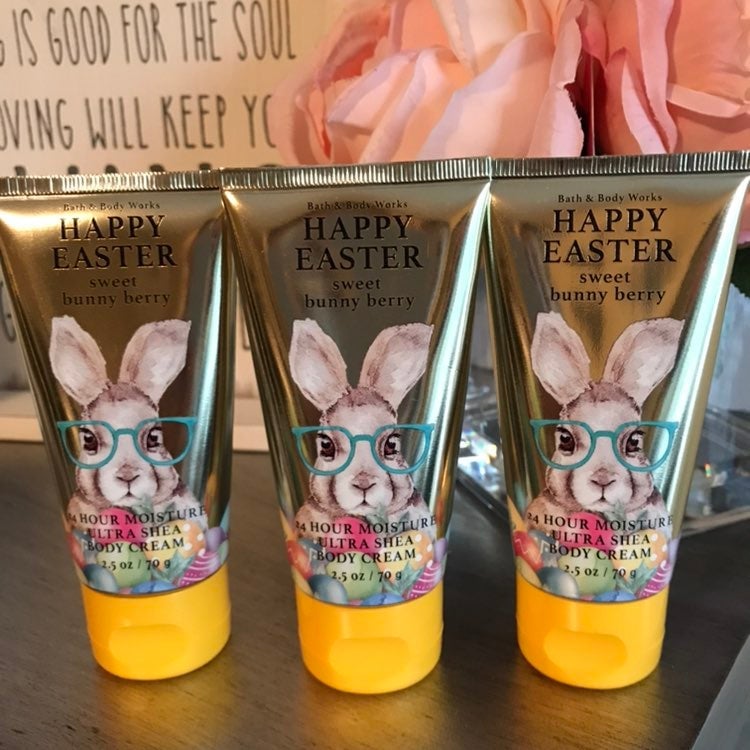 IS GOOD FOR THE SOUL
WILL KEEP
Bath & Body Works
HAPPY
EASTER
sweet
bunny berry
24 HOUR MOISTURE
ULTRA SHEA
BODY CREAM
2.5 oz / 70 g
Bath & Body Works
HAPPY
EASTER
sweet
bunny berry
24 HOUR MOISTURE
ULTRA SHEA
BODY CREAM
2.5 oz / 70 g
Bath & Body Works
HAPPY
EASTER
sweet
bunny berry
24 HOUR MOISTURE
ULTRA SHEA
BODY CREAM
2.5 oz / 70 g